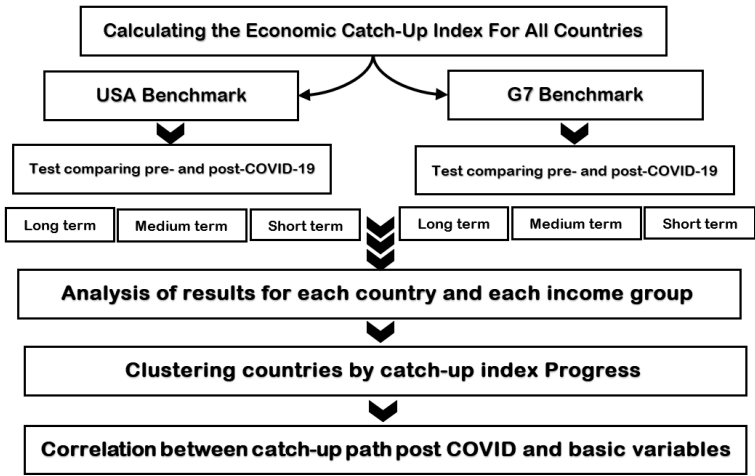 Calculating the Economic Catch-Up Index For All Countries
USA Benchmark
G7 Benchmark
Test comparing pre- and post-COVID-19
Test comparing pre- and post-COVID-19
Long term
Medium term
Short term
Long term
Medium term
Short term
Analysis of results for each country and each income group
Clustering countries by catch-up index Progress
Correlation between catch-up path post COVID and basic variables